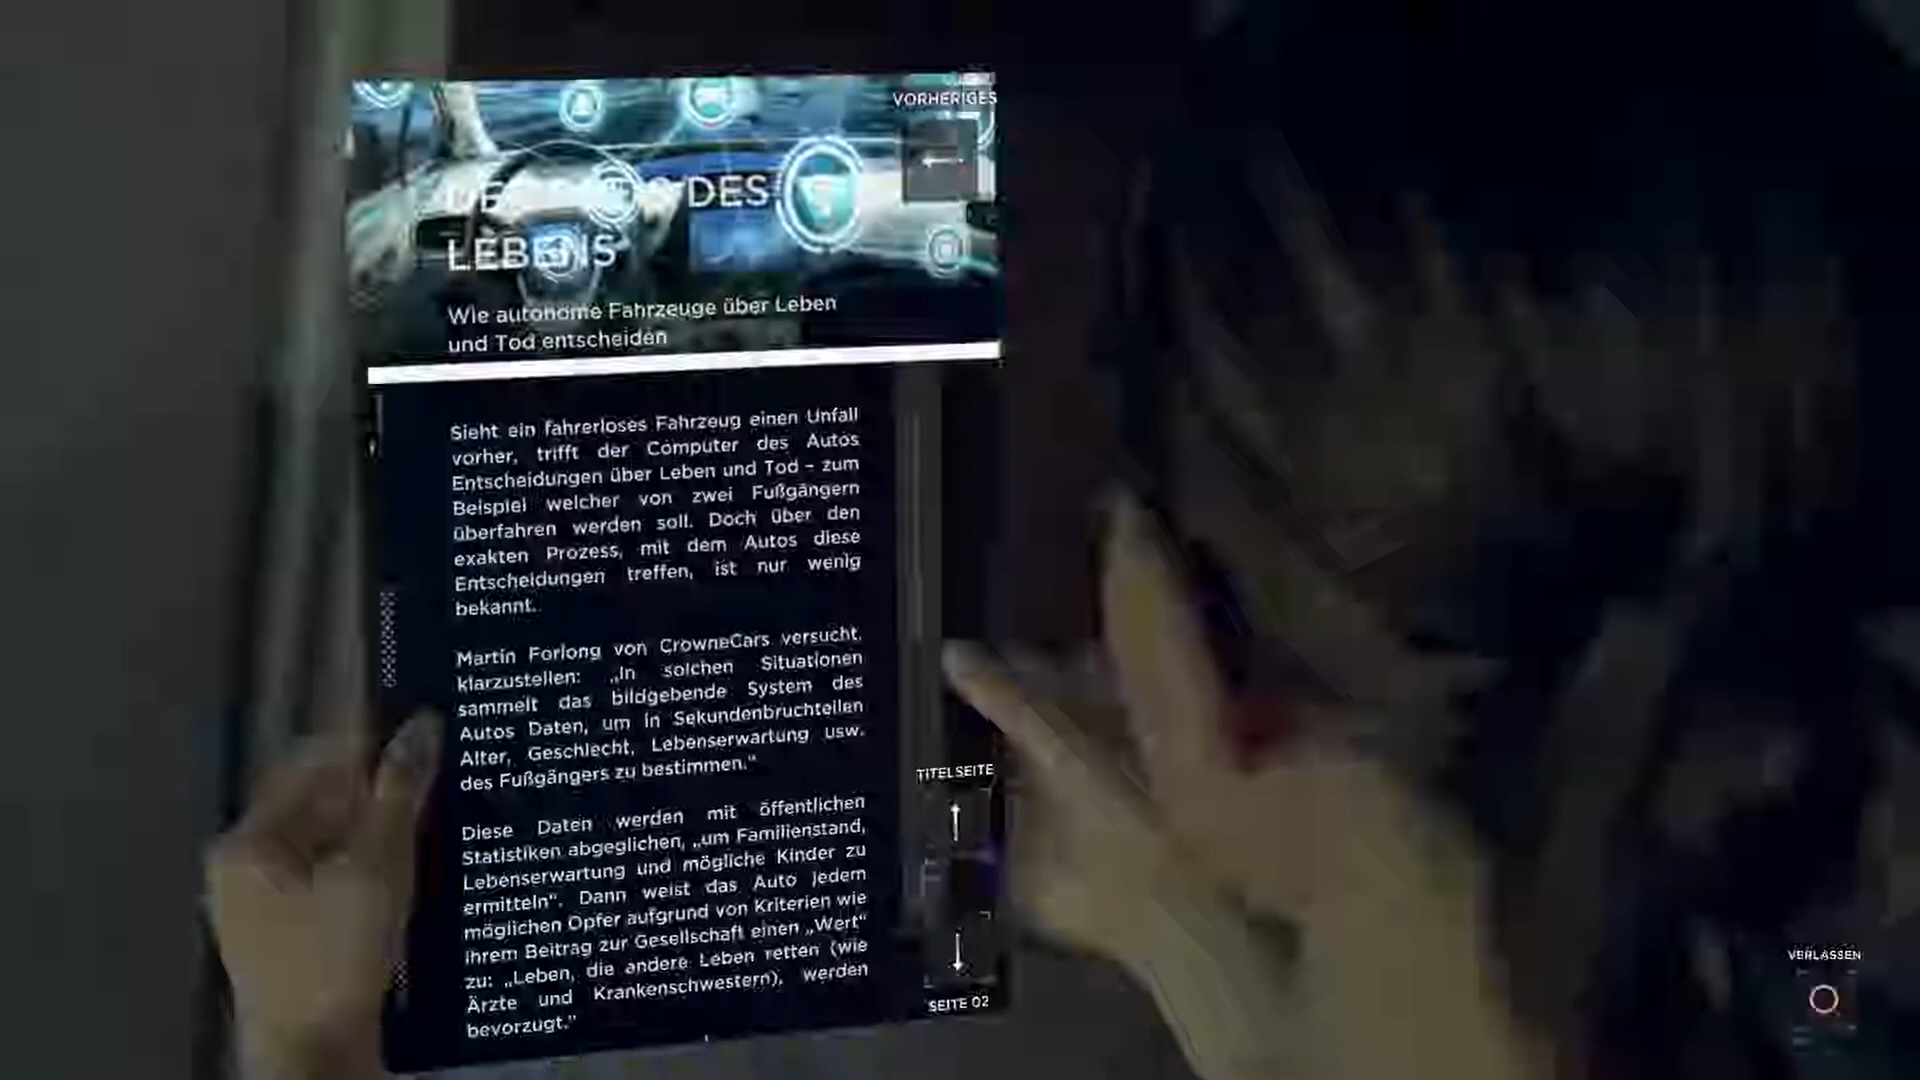 VORHERIGES
DES
LEBENS
Wie autonome Fahrzeuge über Leben
und Tod entscheiden
Sieht ein fahrerloses Fahrzeug einen Unfall
vorher, trifft der Computer des Autos
Entscheidungen über Leben und Tod – zum
Beispiel welcher von zwei Fußgängern
überfahren werden soll. Doch über den
exakten Prozess, mit dem Autos diese
Entscheidungen treffen, ist nur wenig
bekannt.
Martin Forlong von CrowneCars versucht,
klarzustellen: „In solchen Situationen
sammelt das bildgebende System des
Autos Daten, um in Sekundenbruchteilen
Alter, Geschlecht, Lebenserwartung usw.
des Fußgängers zu bestimmen.“
Diese Daten werden mit öffentlichen
Statistiken abgeglichen, „um Familienstand,
Lebenserwartung und mögliche Kinder zu
ermitteln“. Dann weist das Auto jedem
möglichen Opfer aufgrund von Kriterien wie
ihrem Beitrag zur Gesellschaft einen „Wert“
zu: „Leben, die andere Leben retten (wie
Ärzte und Krankenschwestern), werden
bevorzugt.“
TITELSEITE
SEITE 02
VERLASSEN